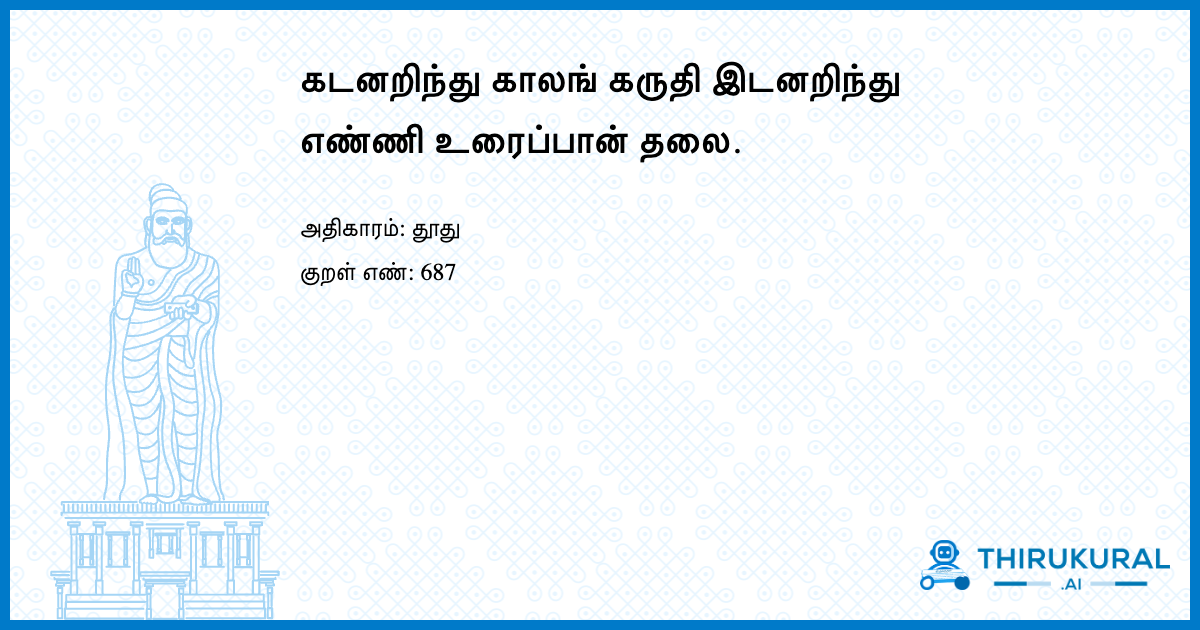 கடனறிந்து காலங் கருதி இடனறிந்து
எண்ணி உரைப்பான் தலை.
அதிகாரம்: தூது
குறள் எண்: 687
THIRUKURAL
.AI